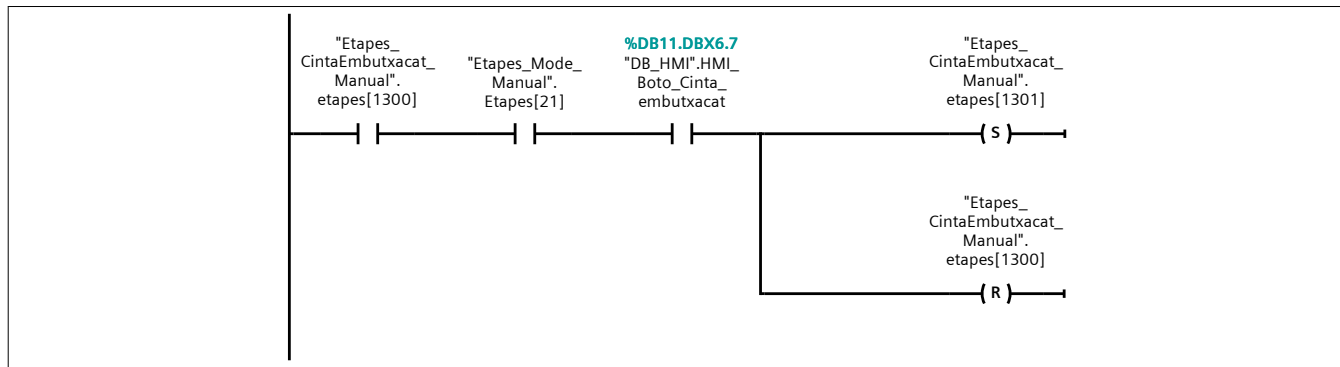 "Etapes_
CintaEmbutxacat_
Manual".
etapes[1300]
"Etapes_Mode_
Manual".
Etapes[21]
%DB11.DBX6.7
"DB_HMI".HMI_
Boto_Cinta_
embutxacat
"Etapes_
CintaEmbutxacat_
Manual".
etapes[1301]
S
"Etapes_
CintaEmbutxacat_
Manual".
etapes[1300]
R